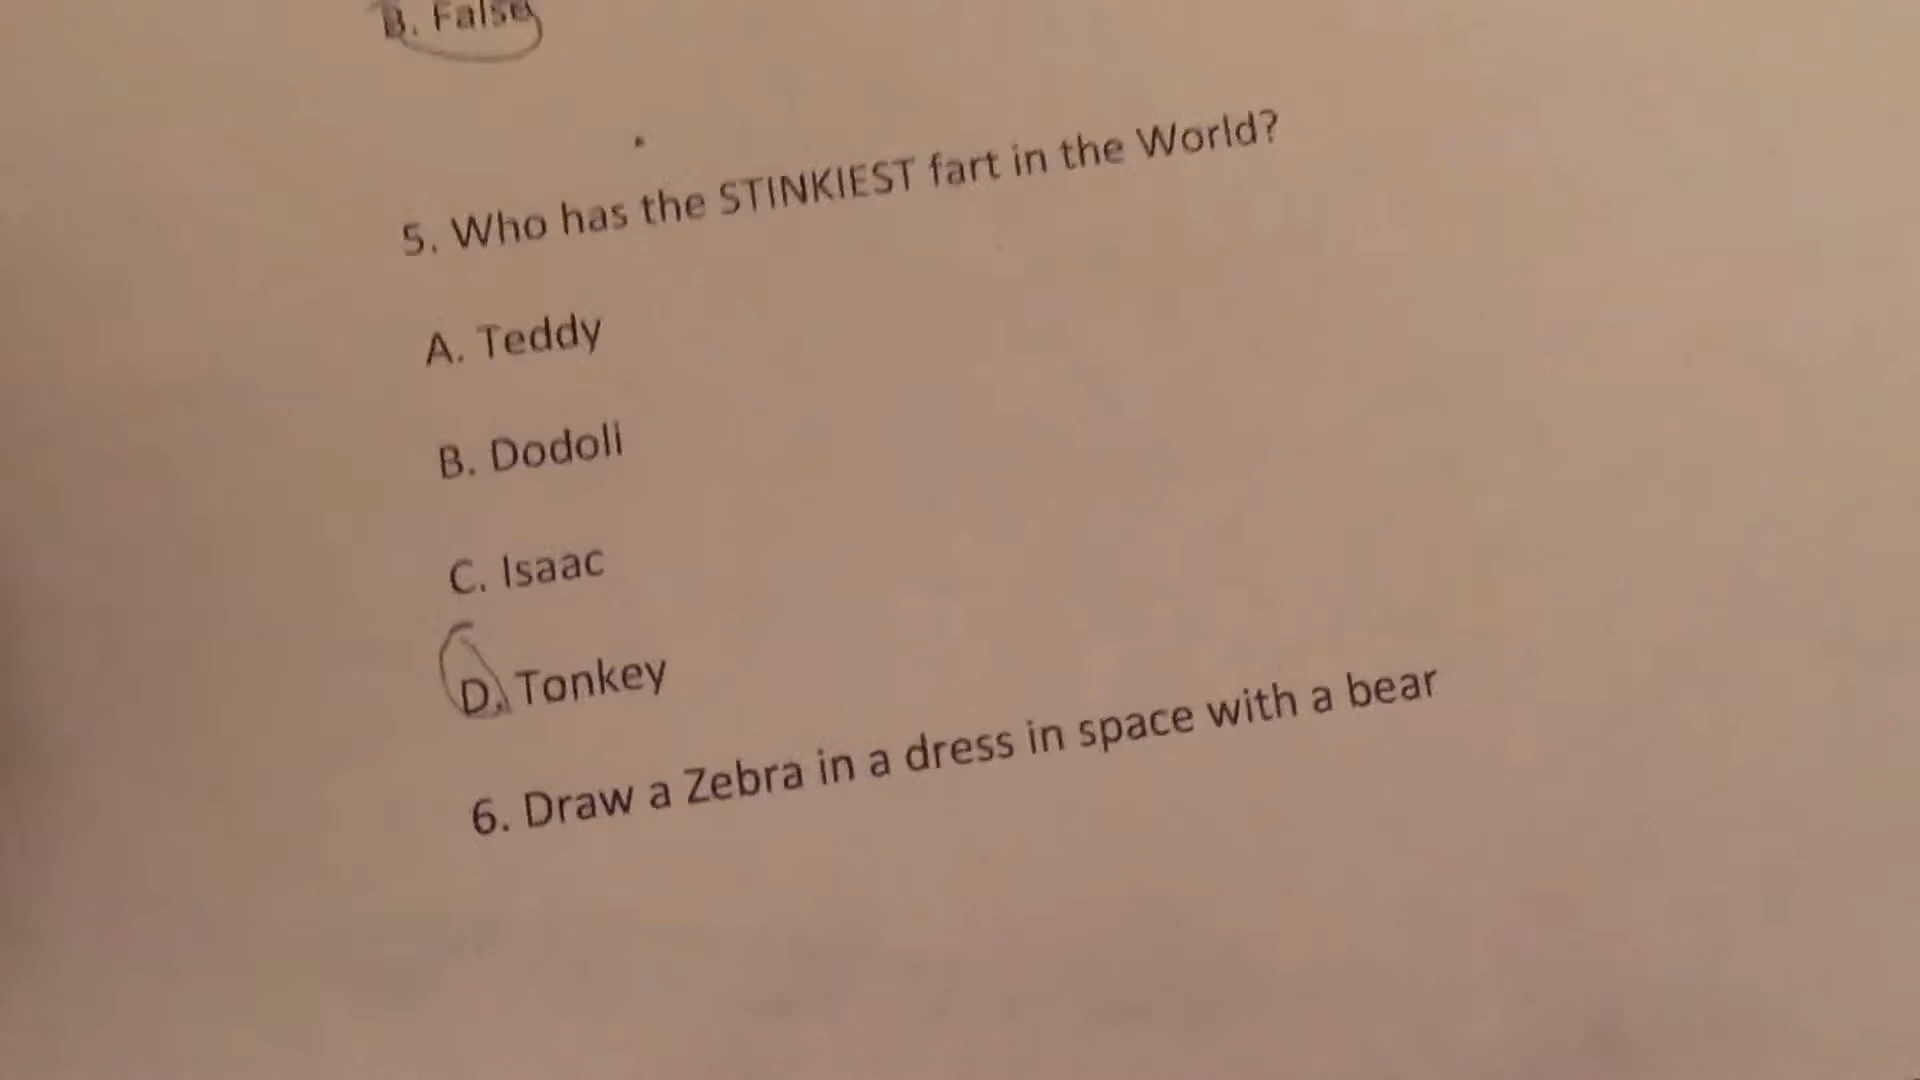 B. False
5. Who has the STINKIEST fart in the World?
A. Teddy
B. Dodoli
C. Isaac
D. Tonkey
6. Draw a Zebra in a dress in space with a bear